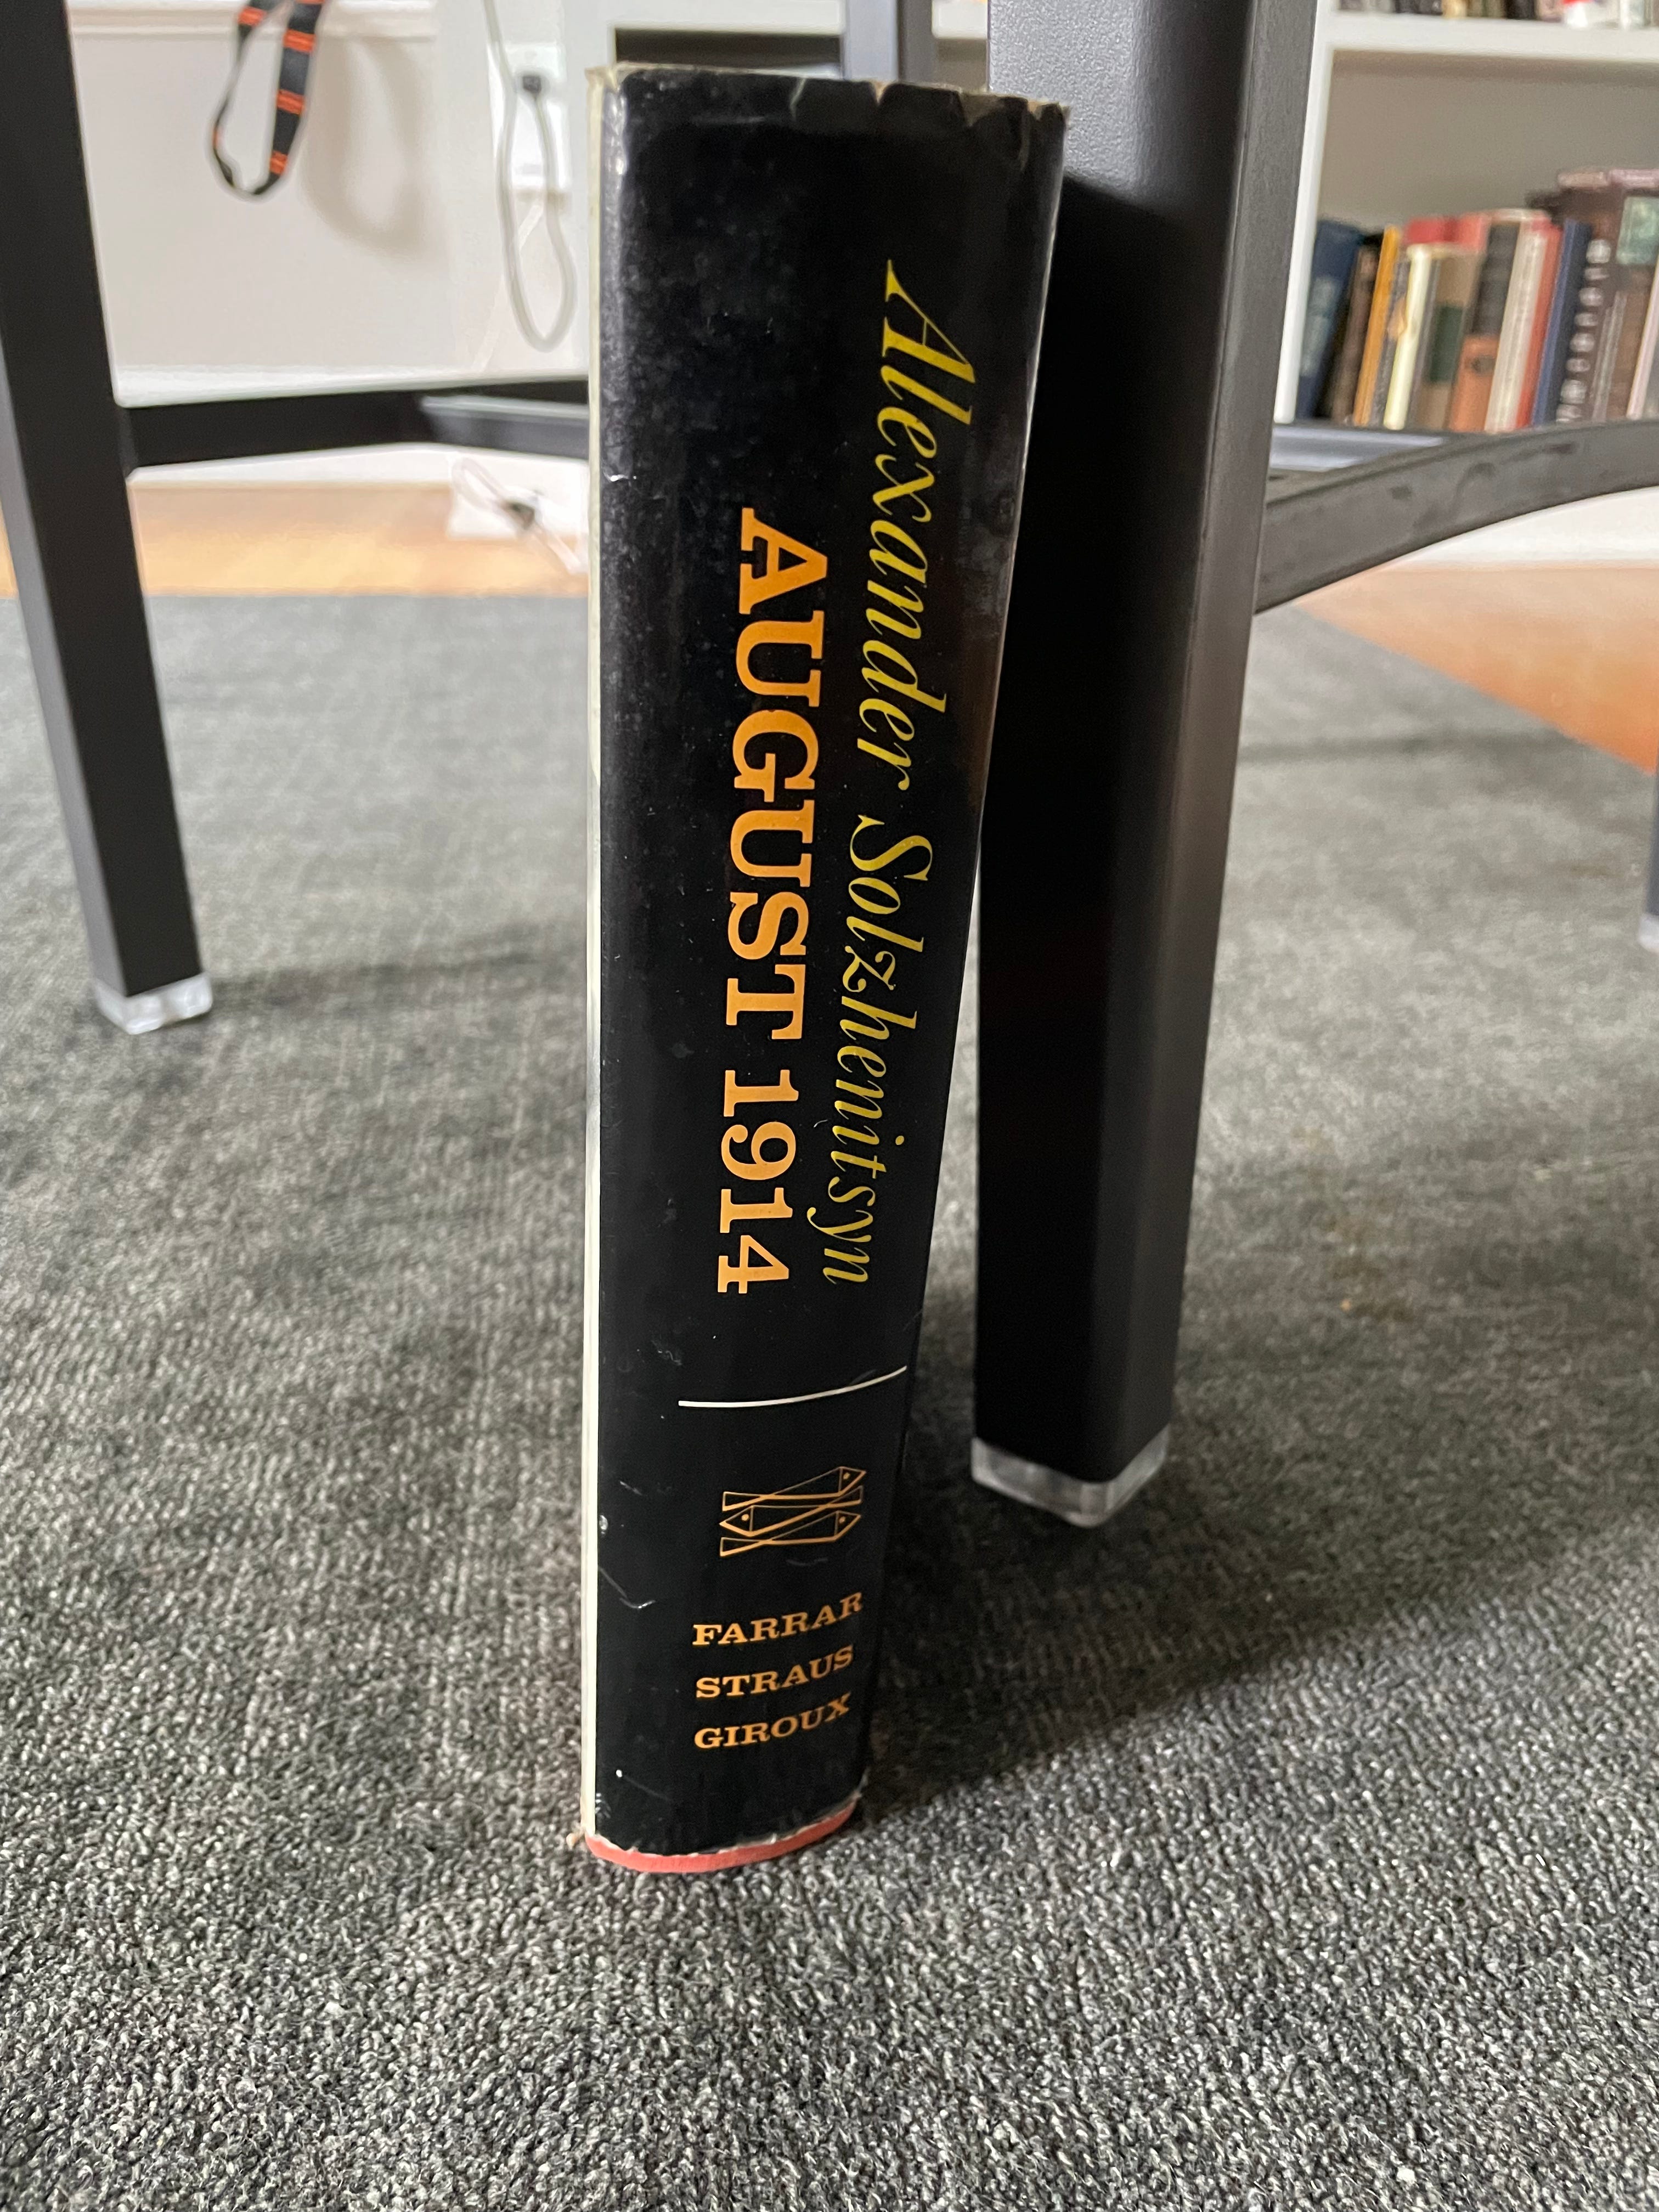 Alexander Solzhenitsyn
AUGUST 1914
FARRAR
STRAUS
GIROUX